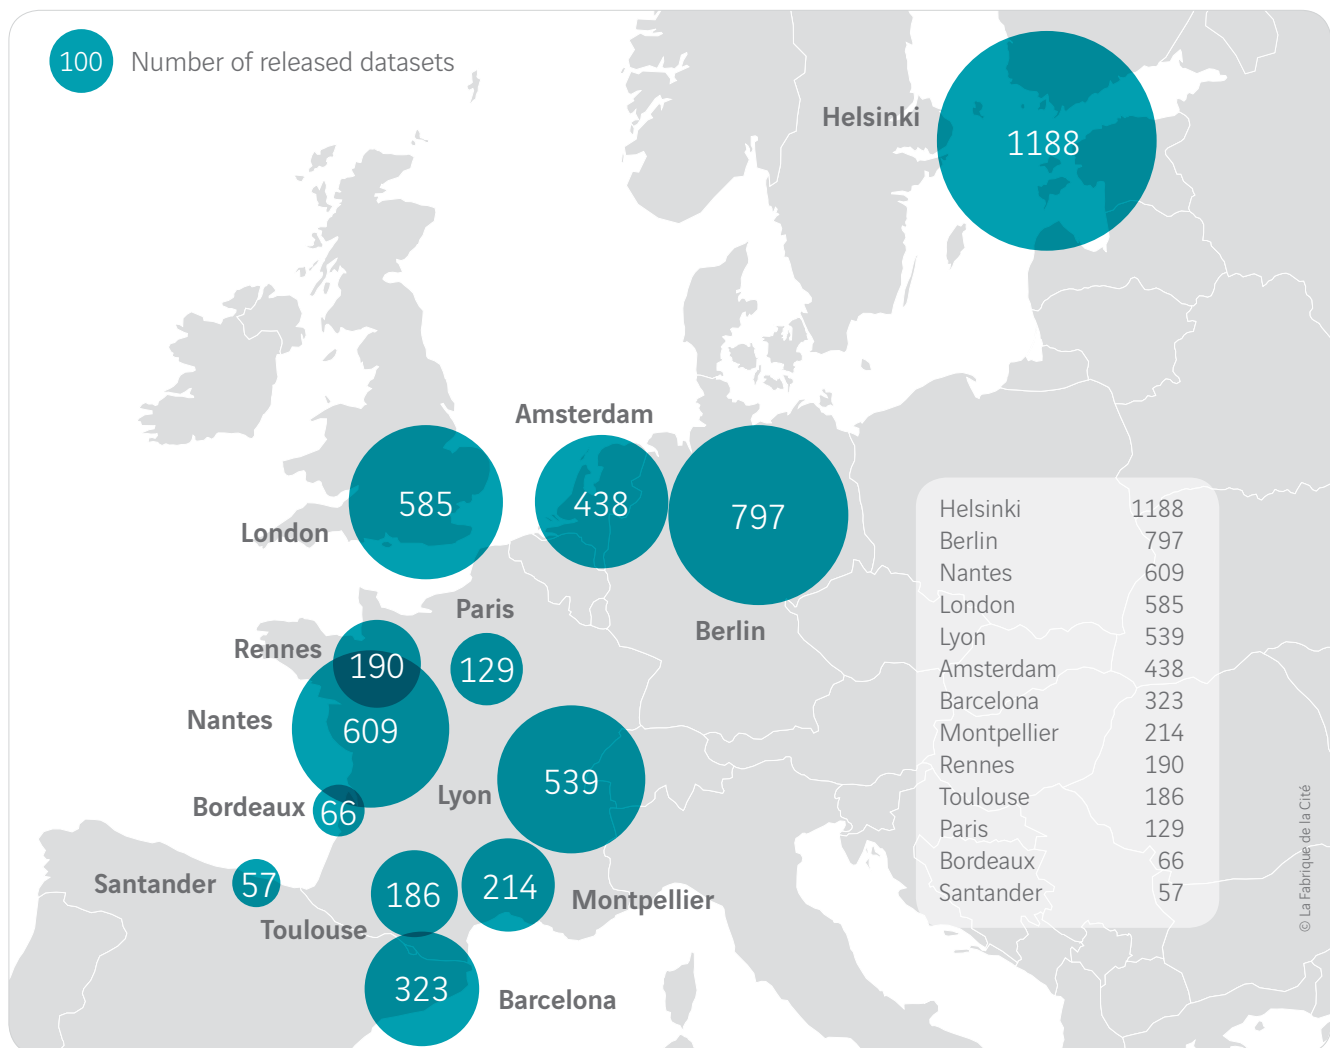 100 Number of released datasets
Helsinki
1188
Amsterdam
585
438
797
London
Paris
Berlin
Rennes
190
129
Nantes
609
Lyon
539
Bordeaux
66
Santander
57
186
214
Montpellier
Toulouse
323
Barcelona
Helsinki 1188
Berlin 797
Nantes 609
London 585
Lyon 539
Amsterdam 438
Barcelona 323
Montpellier 214
Rennes 190
Toulouse 186
Paris 129
Bordeaux 66
Santander 57
© La Fabrique de la Cité